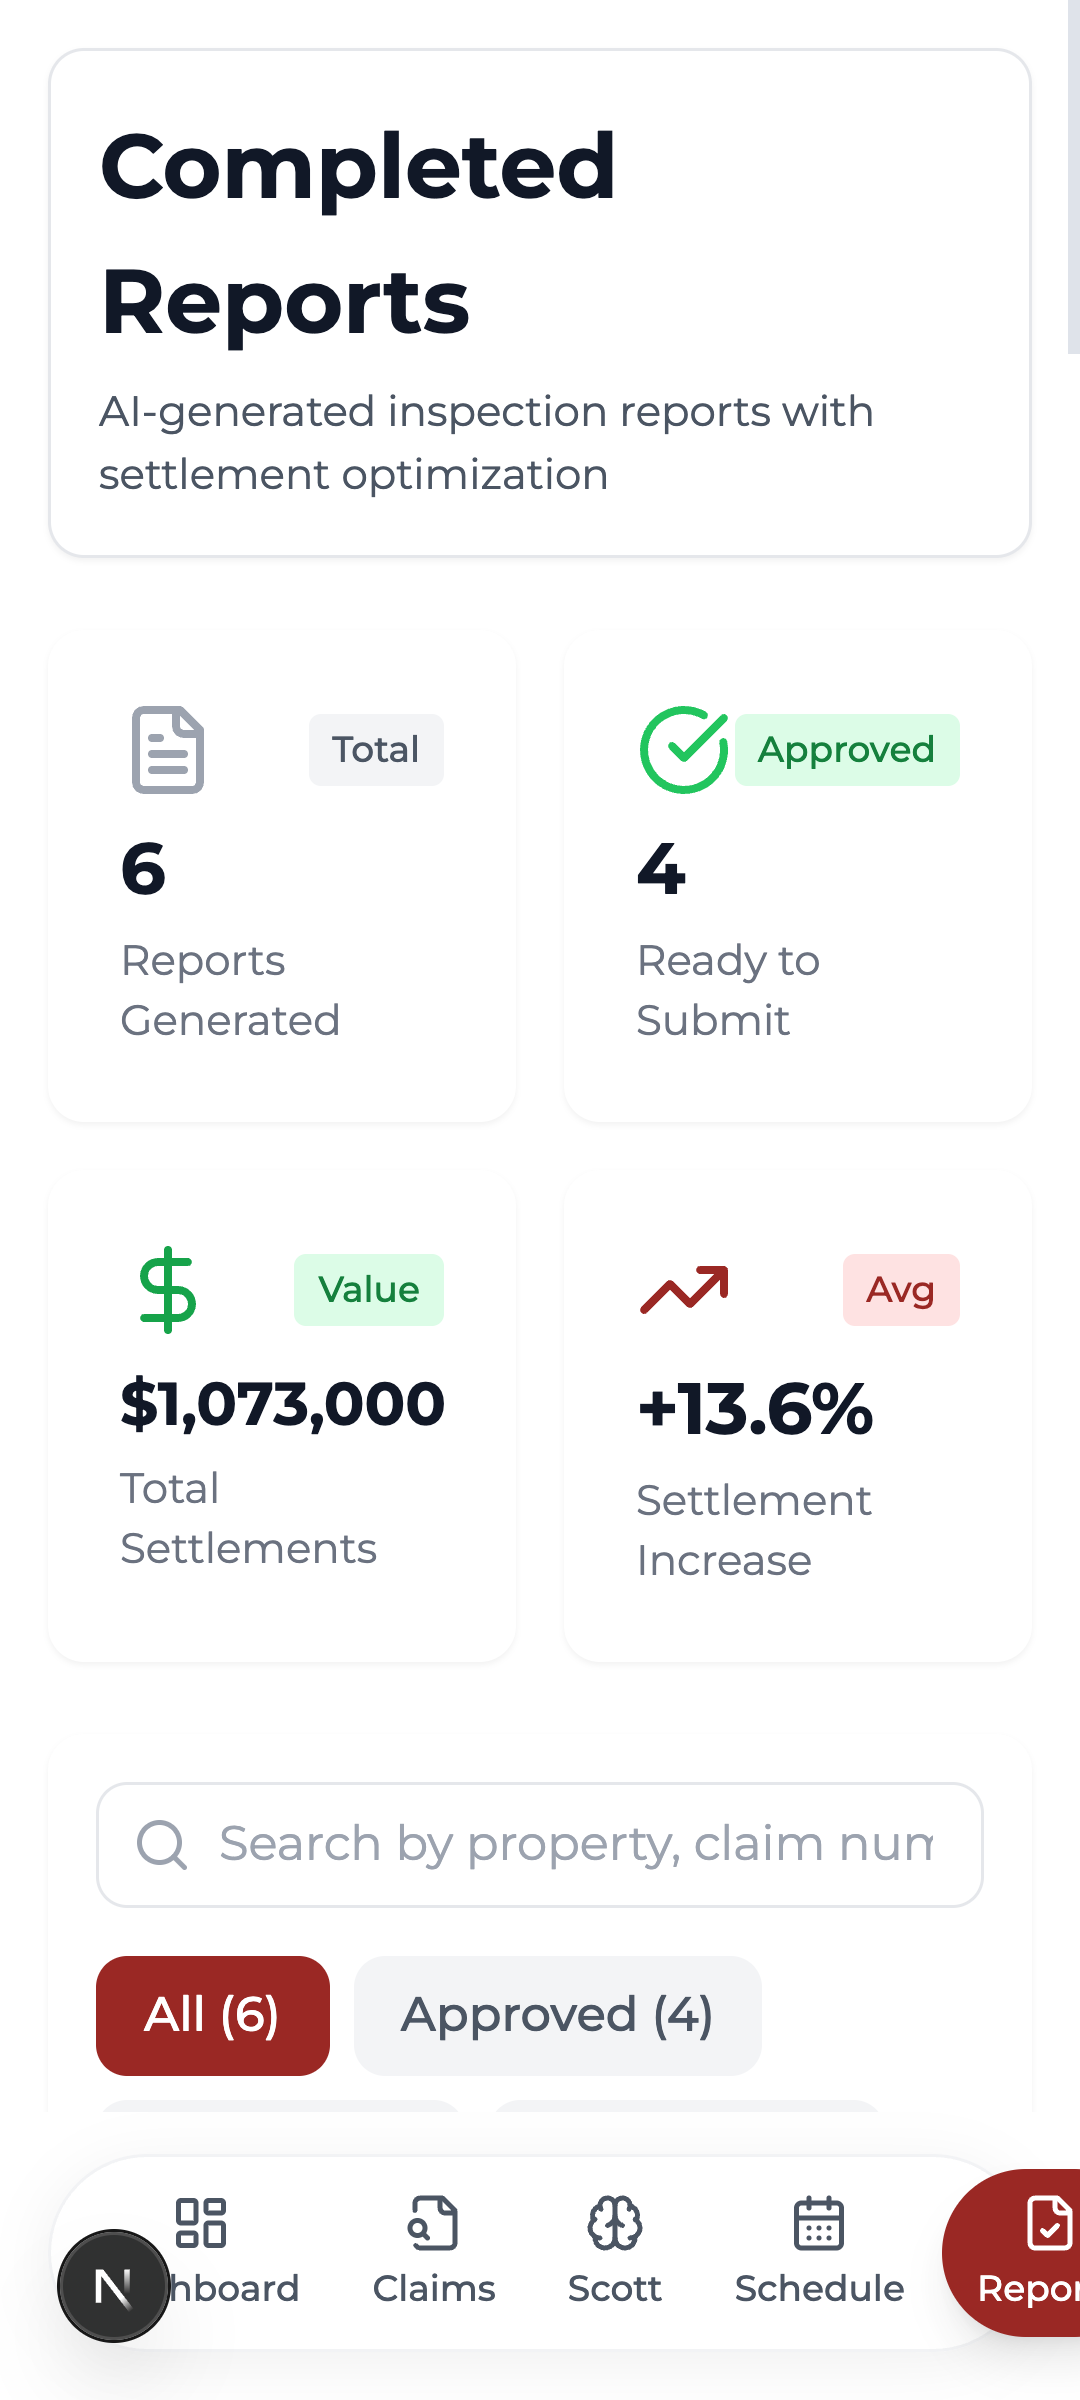 Completed
Reports
AI-generated inspection reports with
settlement optimization
Total
6
Reports
Generated
Approved
4
Ready to
Submit
Value
$1,073,000
Total
Settlements
Avg
+13.6%
Settlement
Increase
Search by property, claim num
All (6)
Approved (4)
N
hboard
Claims
Scott
Schedule
Repor